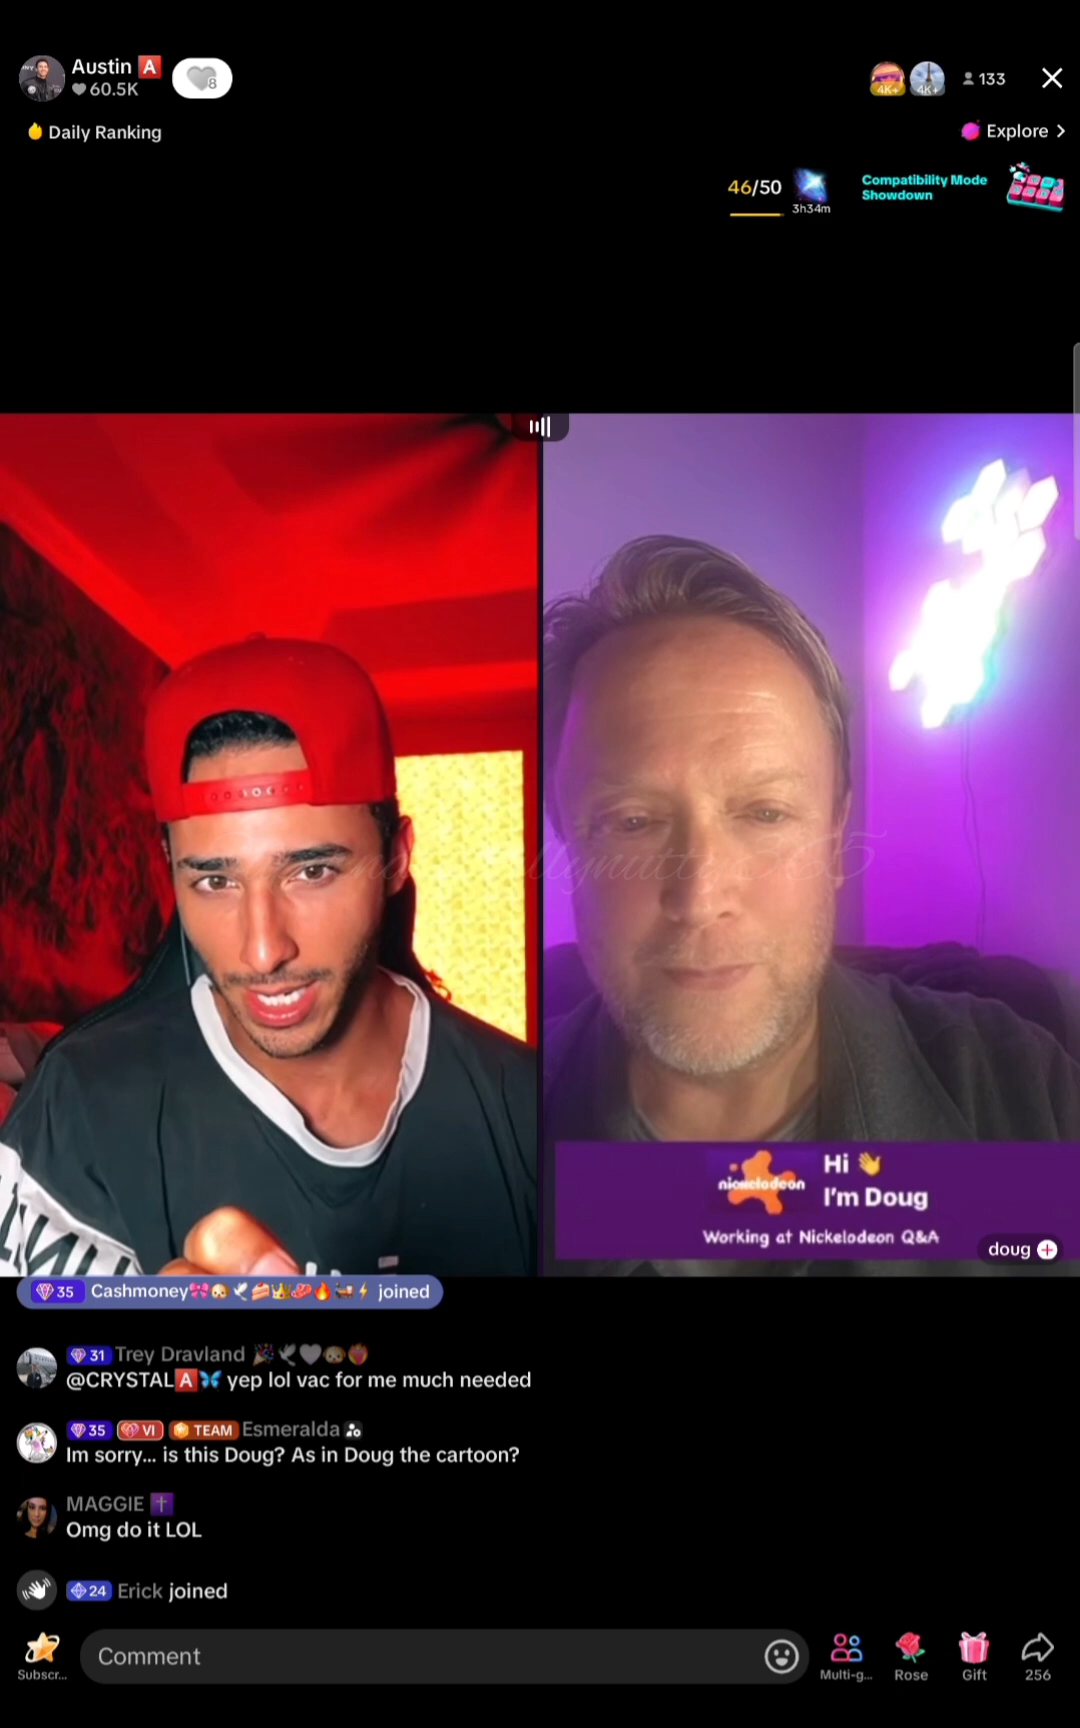 Austin A
60.5K
8
4K+
4K+
133
Daily Ranking
Explore >
46/50
3h34m
Compatibility Mode
Showdown
nickelodeon
Hi 👋
I'm Doug
Working at Nickelodeon Q&A
doug
35 Cashmoney🎀🐶🕊️🍰👑🥩🔥🚂⚡ joined
31 Trey Dravland 🎉🕊️🤍🐶❤️‍🔥
@CRYSTAL🅰️🦋 yep lol vac for me much needed
35 VI TEAM Esmeralda
Im sorry... is this Doug? As in Doug the cartoon?
MAGGIE ✝️
Omg do it LOL
24 Erick joined
Subscr...
Comment
Multi-g...
Rose
Gift
256